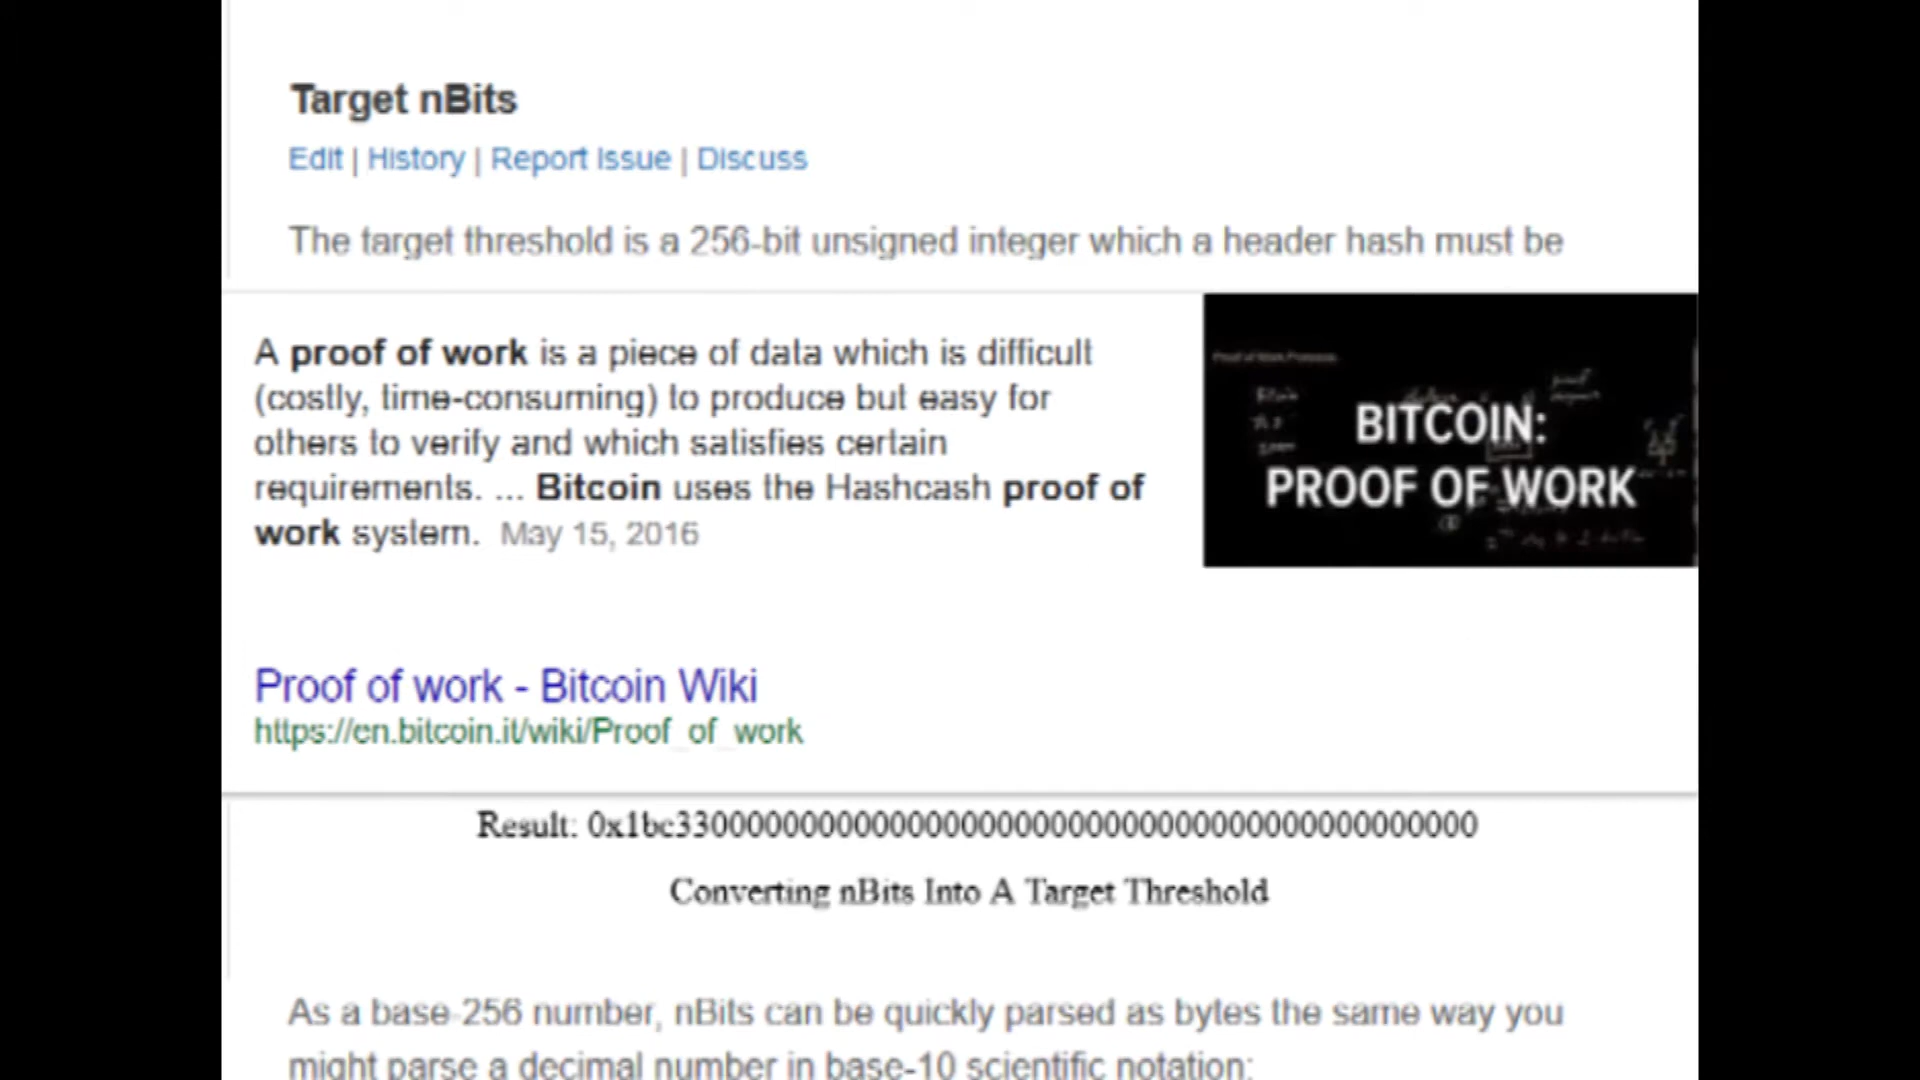 Target nBits
Edit | History | Report Issue | Discuss
The target threshold is a 256-bit unsigned integer which a header hash must be
A proof of work is a piece of data which is difficult
(costly, time-consuming) to produce but easy for
others to verify and which satisfies certain
requirements. ... Bitcoin uses the Hashcash proof of
work system. May 15, 2016
BITCOIN:
PROOF OF WORK
Proof of work - Bitcoin Wiki
https://en.bitcoin.it/wiki/Proof_of_work
Converting nBits Into A Target Threshold
As a base-256 number, nBits can be quickly parsed as bytes the same way you
might parse a decimal number in base-10 scientific notation: